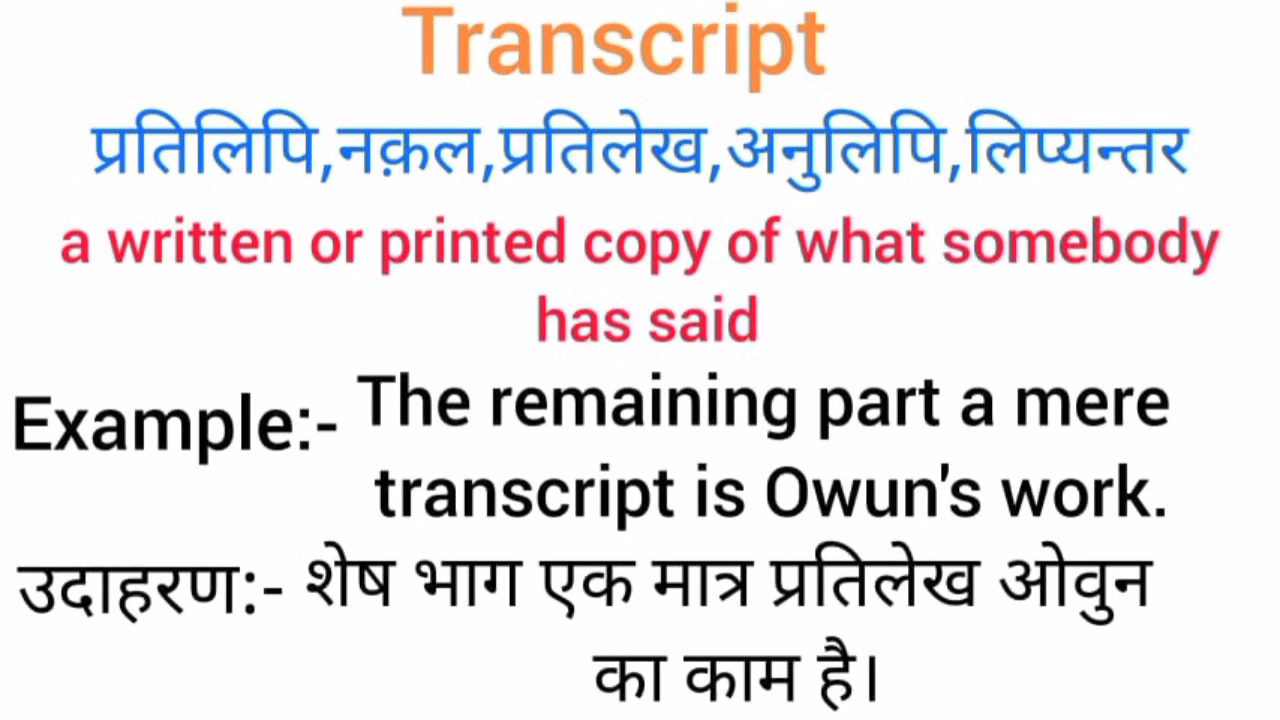 Transcript
प्रतिलिपि,नक़ल,प्रतिलेख,अनुलिपि,लिप्यन्तर
a written or printed copy of what somebody
has said
Example:- The remaining part a mere
transcript is Owun's work.
उदाहरण:- शेष भाग एक मात्र प्रतिलेख ओवुन
का काम है।